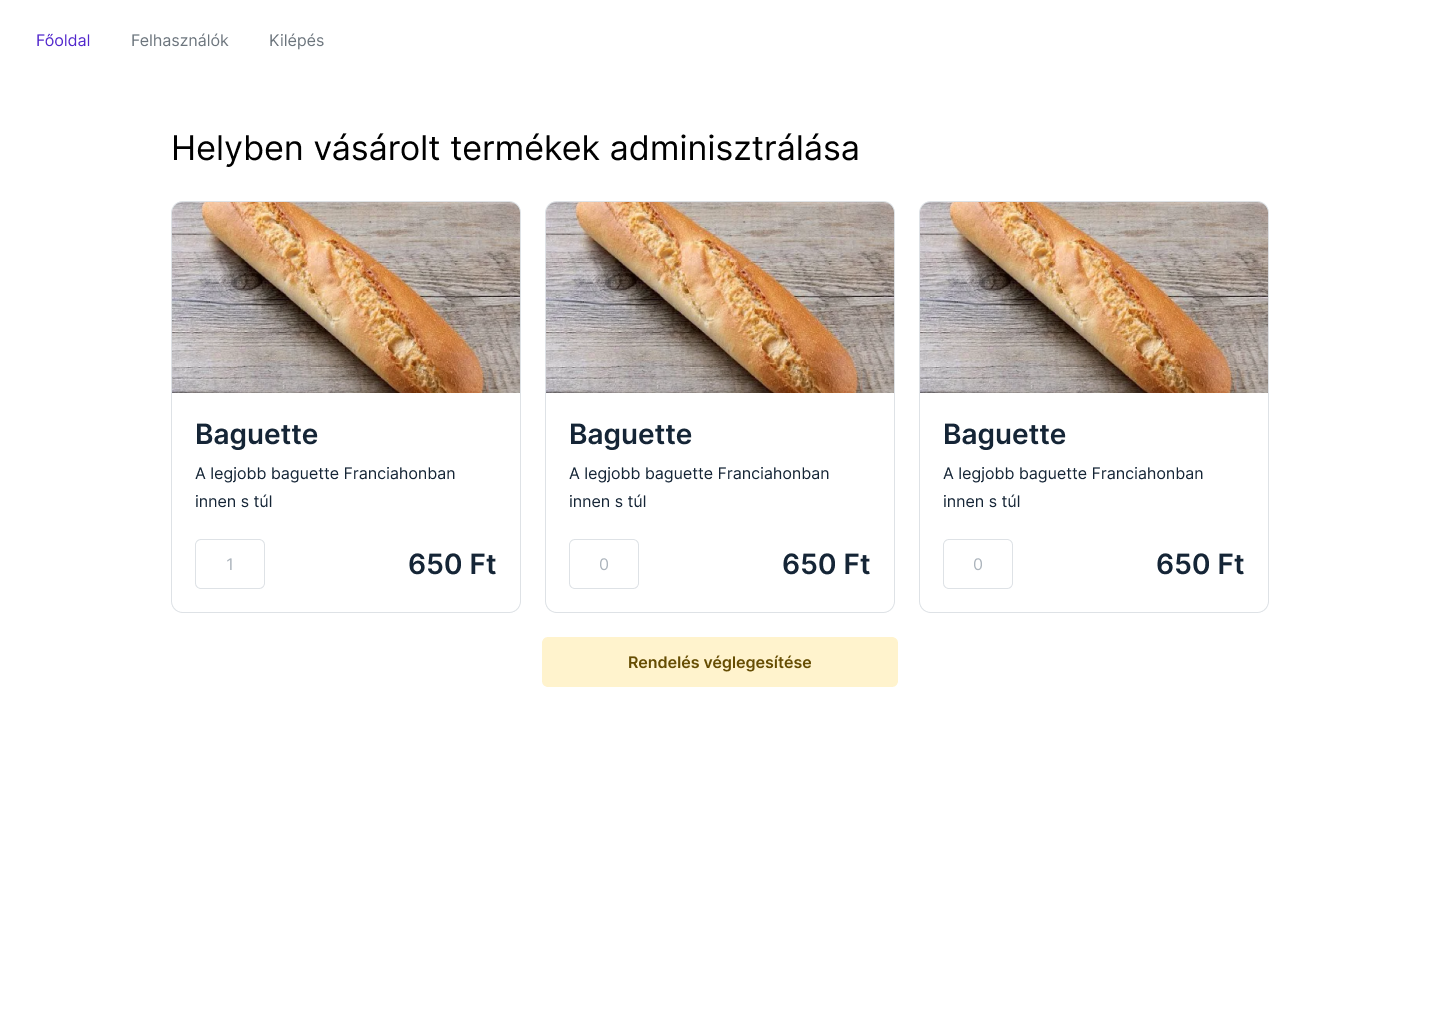 Főoldal Felhasználók Kilépés
Helyben vásárolt termékek adminisztrálása
Baguette
A legjobb baguette Franciahonban
innen s túl
1 650 Ft
Baguette
A legjobb baguette Franciahonban
innen s túl
0 650 Ft
Baguette
A legjobb baguette Franciahonban
innen s túl
0 650 Ft
Rendelés véglegesítése